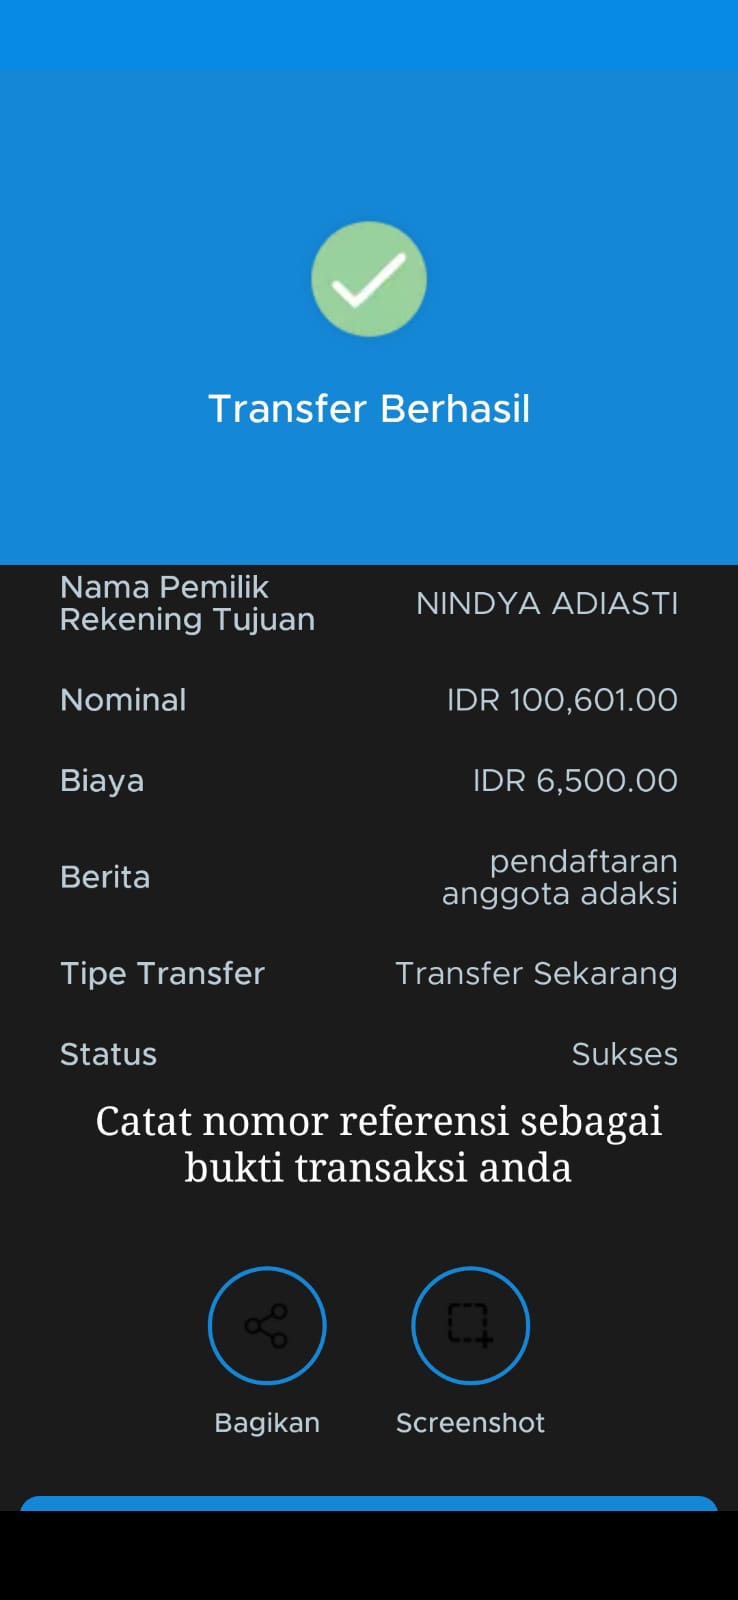 Transfer Berhasil
Nama Pemilik
Rekening Tujuan
NINDYA ADIASTI
Nominal
IDR 100,601.00
Biaya
IDR 6,500.00
Berita
pendaftaran
anggota adaksi
Tipe Transfer
Transfer Sekarang
Status
Sukses
Catat nomor referensi sebagai
bukti transaksi anda
Bagikan
Screenshot